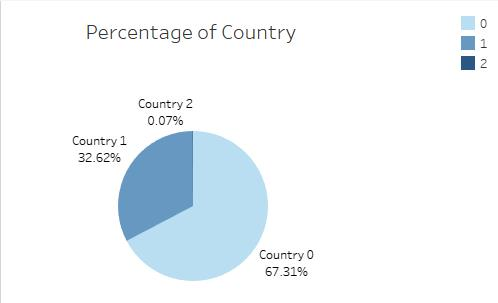 Percentage of Country
0
1
2
Country 2
0.07%
Country 1
32.62%
Country 0
67.31%